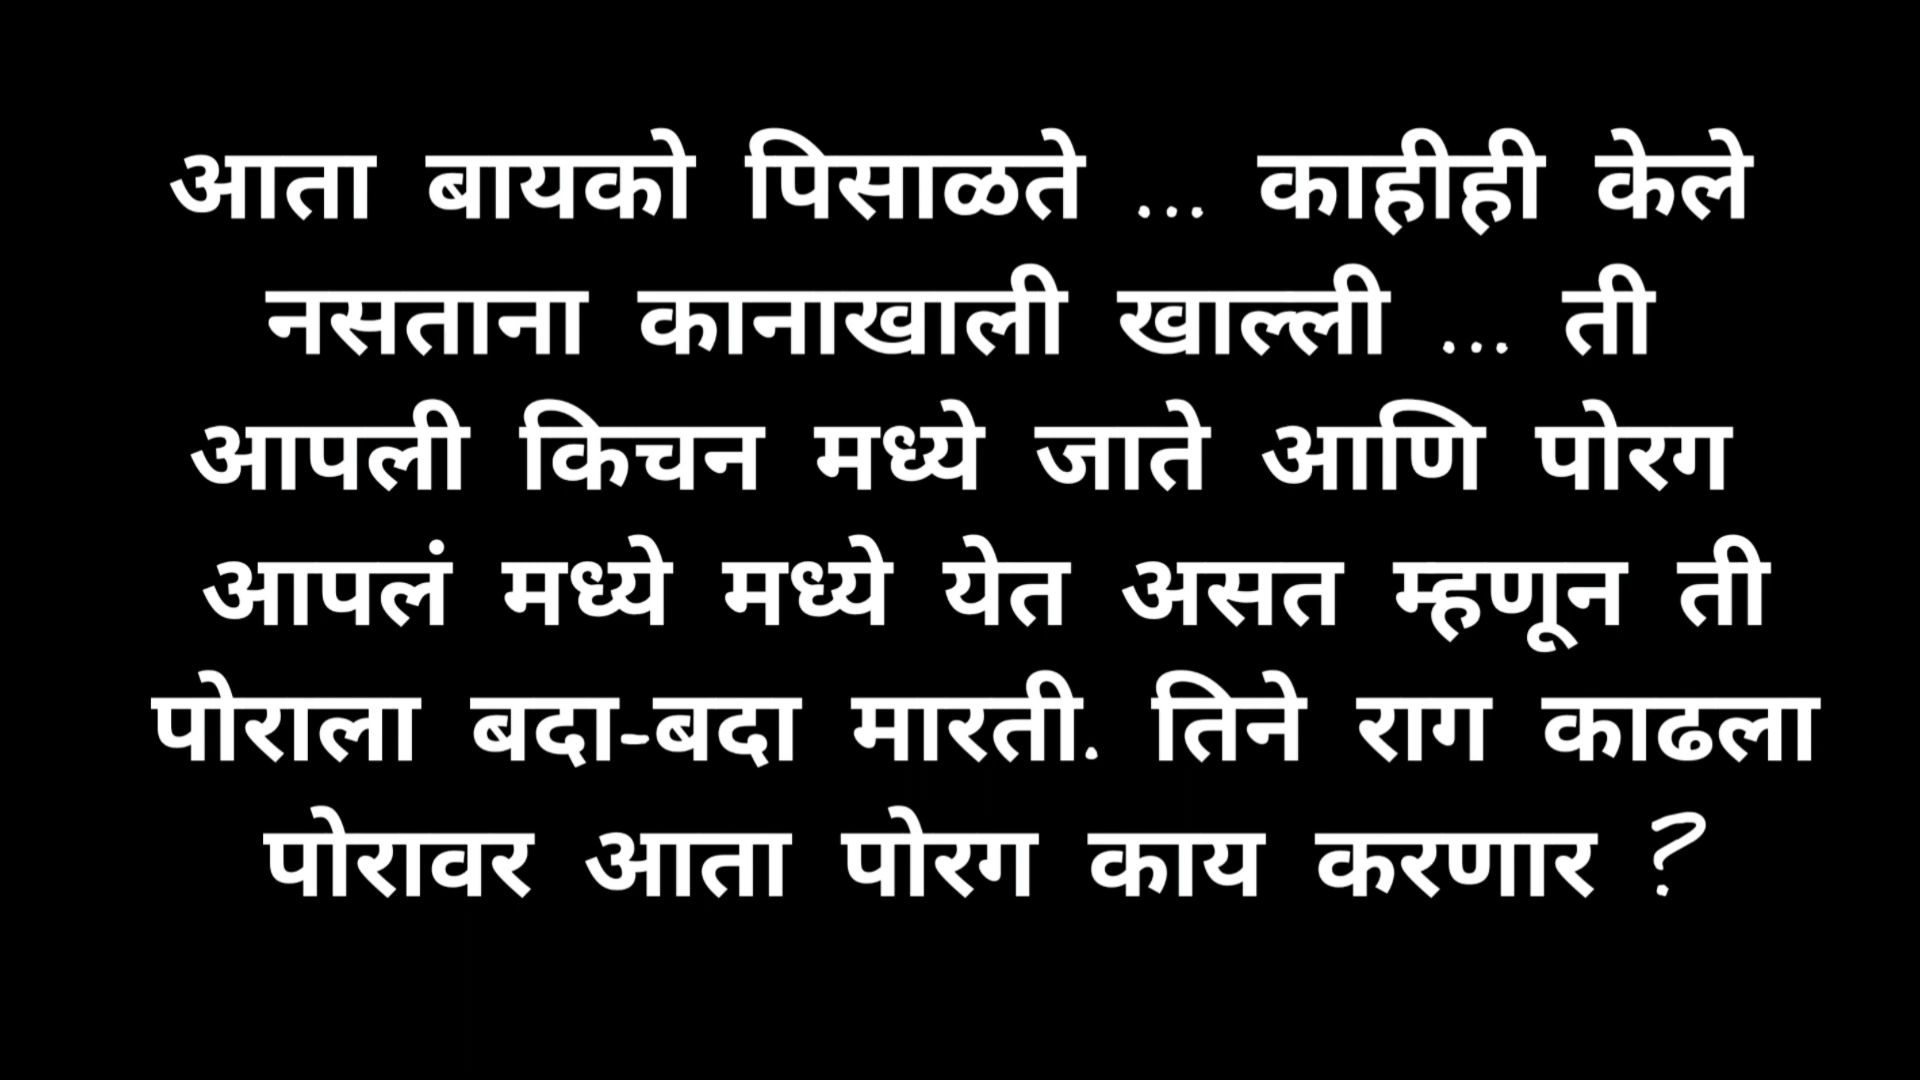 आता बायको पिसाळते ... काहीही केले
नसताना कानाखाली खाल्ली ... ती
आपली किचन मध्ये जाते आणि पोरग
आपलं मध्ये मध्ये येत असत म्हणून ती
पोराला बदा-बदा मारती. तिने राग काढला
पोरावर आता पोरग काय करणार ?